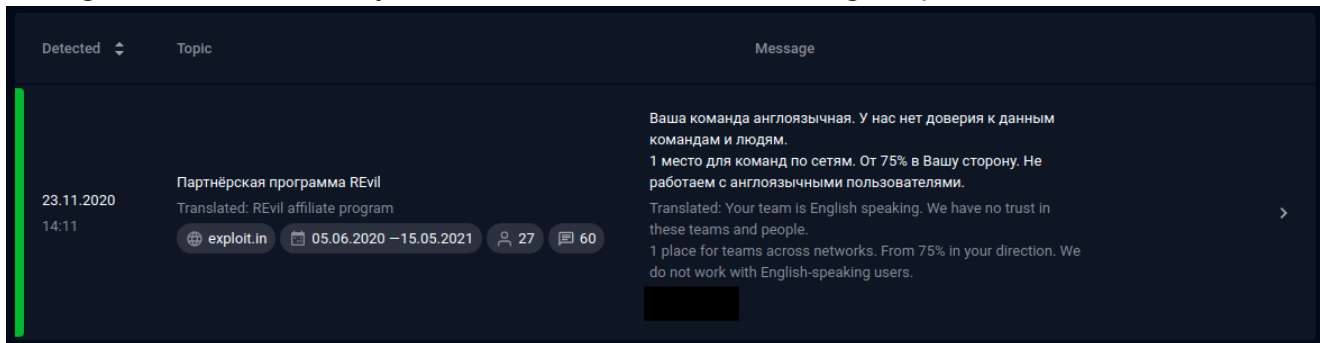 Detected
Topic
Message
23.11.2020
14:11
Партнёрская программа REvil
Translated: REvil affiliate program
exploit.in
05.06.2020 —15.05.2021
27
60
Ваша команда англоязычная. У нас нет доверия к данным
командам и людям.
1 место для команд по сетям. От 75% в Вашу сторону. Не
работаем с англоязычными пользователями.
Translated: Your team is English speaking. We have no trust in
these teams and people.
1 place for teams across networks. From 75% in your direction. We
do not work with English-speaking users.